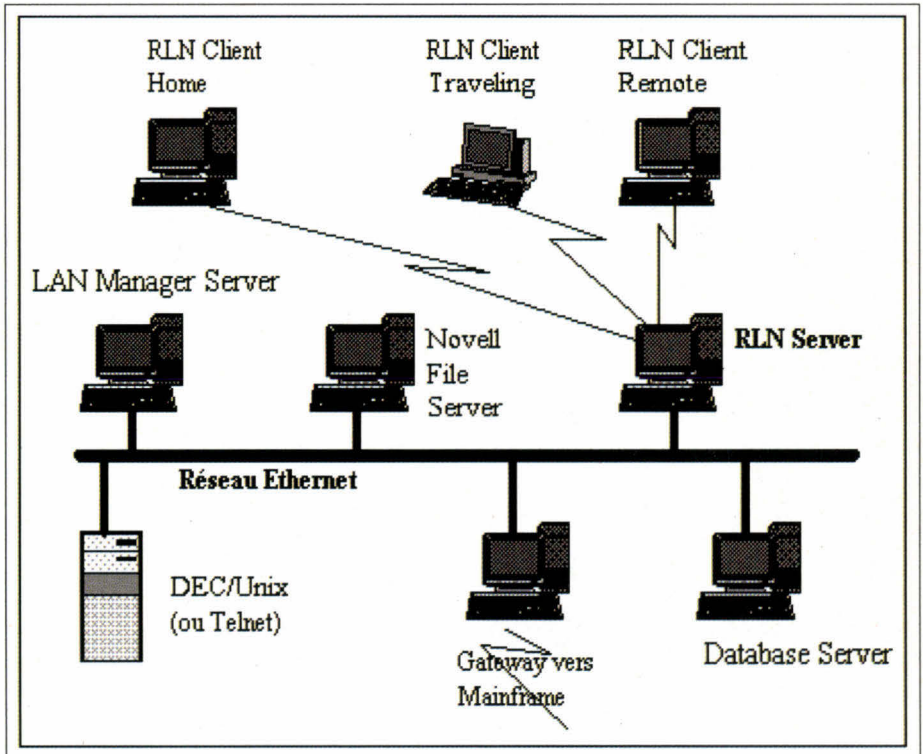 RLN Client
Home
RLN Client
Traveling
RLN Client
Remote
LAN Manager Server
Novell
File
Server
RLN Server
Réseau Ethernet
DEC/Unix
(ou Telnet)
Gateway vers
Mainframe
Database Server